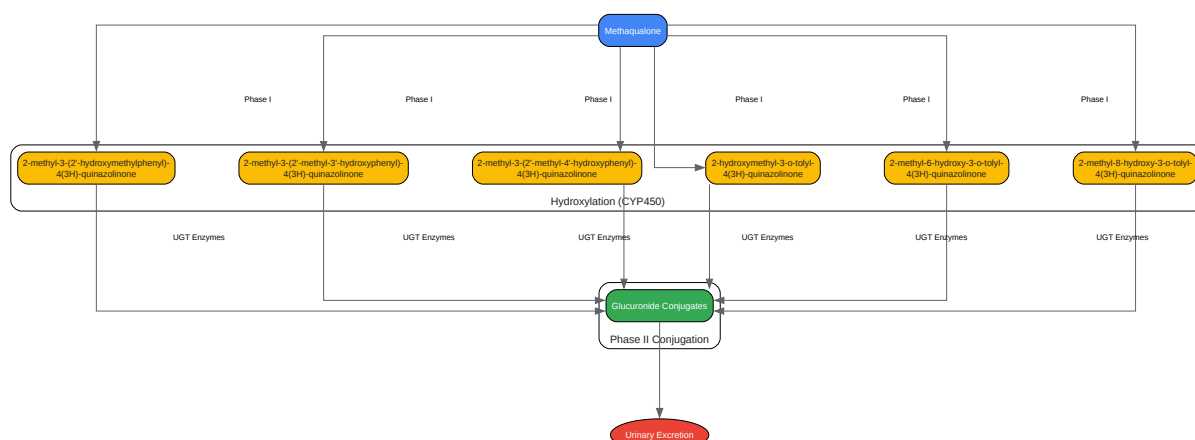 Methaqualone
Phase I
Phase I
Phase I
Phase I
Phase I
Phase I
2-methyl-3-(2'-hydroxymethylphenyl)-
4(3H)-quinazolinone
2-methyl-3-(2'-methyl-3'-hydroxyphenyl)-
4(3H)-quinazolinone
2-methyl-3-(2'-methyl-4'-hydroxyphenyl)-
4(3H)-quinazolinone
2-hydroxymethyl-3-o-tolyl-
4(3H)-quinazolinone
2-methyl-6-hydroxy-3-o-tolyl-
4(3H)-quinazolinone
2-methyl-8-hydroxy-3-o-tolyl-
4(3H)-quinazolinone
Hydroxylation (CYP450)
UGT Enzymes
UGT Enzymes
UGT Enzymes
UGT Enzymes
UGT Enzymes
UGT Enzymes
Glucuronide Conjugates
Phase II Conjugation
Urinary Excretion